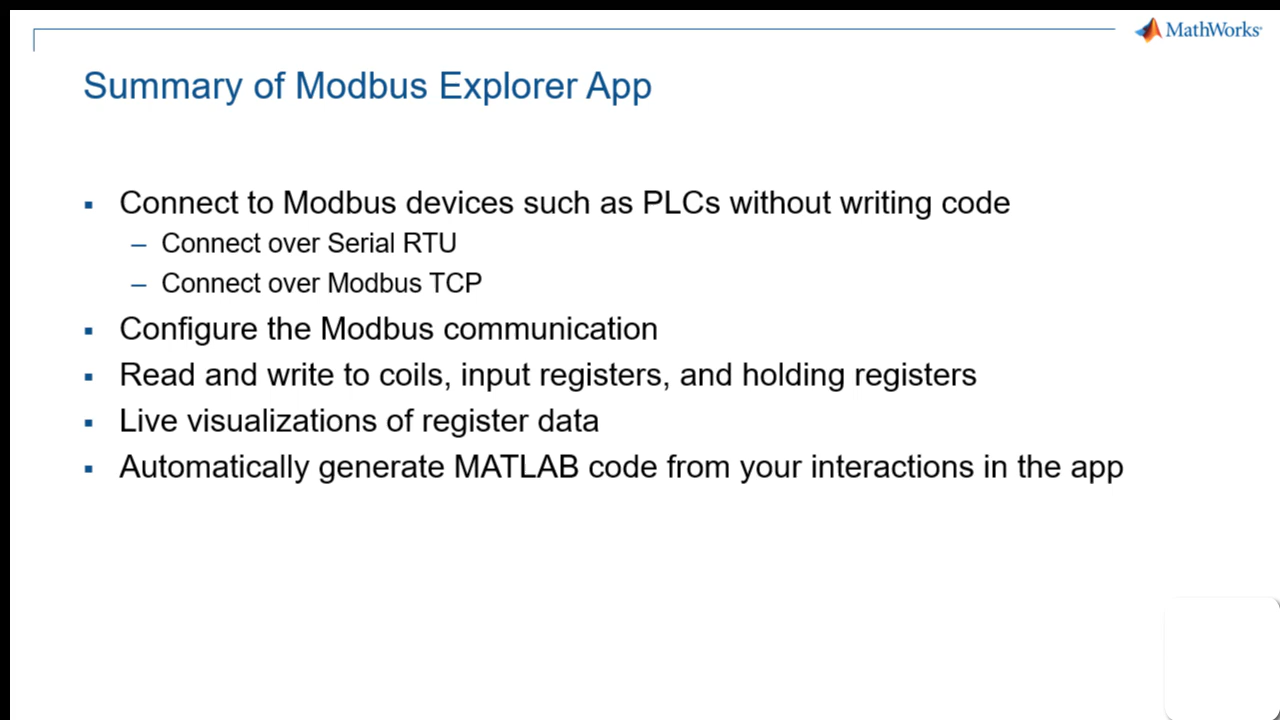 MathWorks
Summary of Modbus Explorer App
▪ Connect to Modbus devices such as PLCs without writing code
– Connect over Serial RTU
– Connect over Modbus TCP
▪ Configure the Modbus communication
▪ Read and write to coils, input registers, and holding registers
▪ Live visualizations of register data
▪ Automatically generate MATLAB code from your interactions in the app